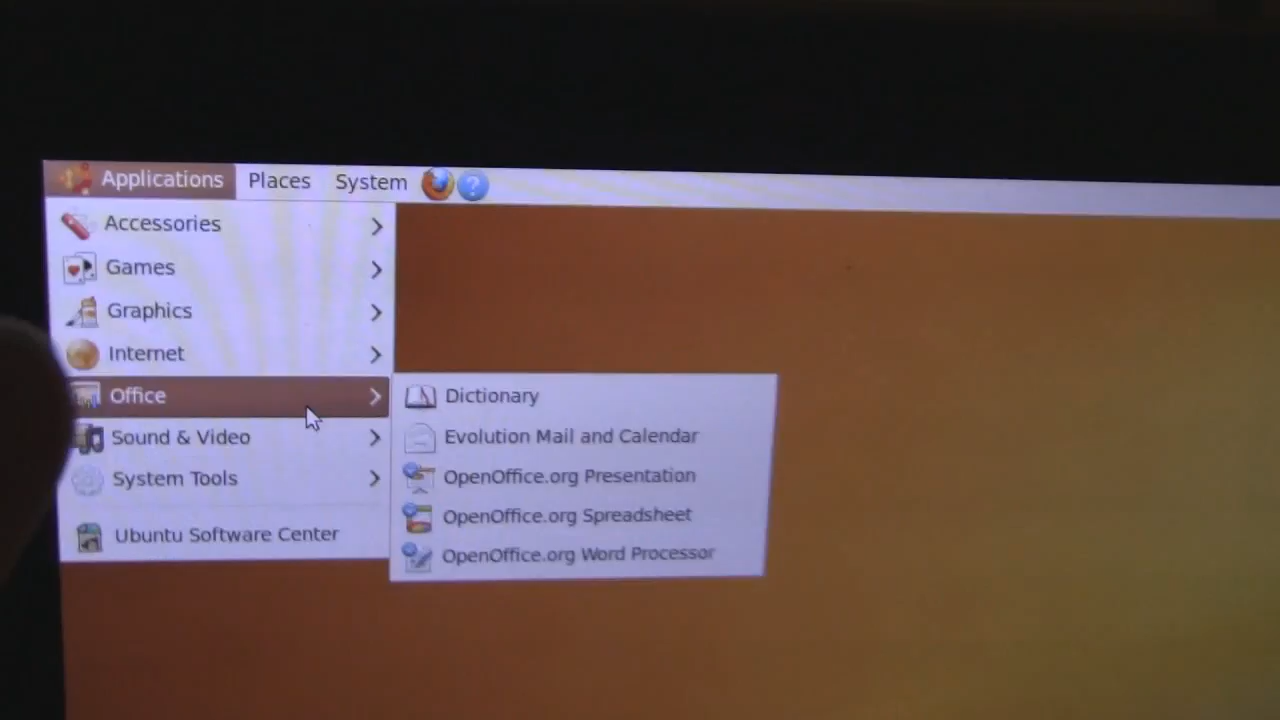 Applications Places System ?
Accessories
Games
Graphics
Internet
Office
Sound & Video
System Tools
Ubuntu Software Center
Dictionary
Evolution Mail and Calendar
OpenOffice.org Presentation
OpenOffice.org Spreadsheet
OpenOffice.org Word Processor